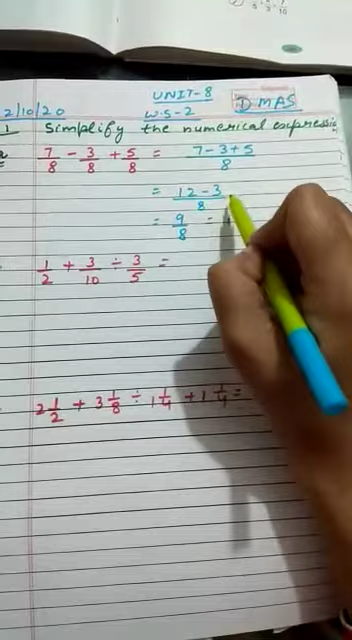 2/10/20
UNIT-8
W.S-2
DMAS
1 Simplify the numerical expressio
7/8 - 3/8 + 5/8 = 7-3+5/8
= 12-3/8
= 9/8 =
1/2 + 3/10 ÷ 3/5 =
2 1/2 + 3 1/8 ÷ 1 1/4 + 1 1/4 =